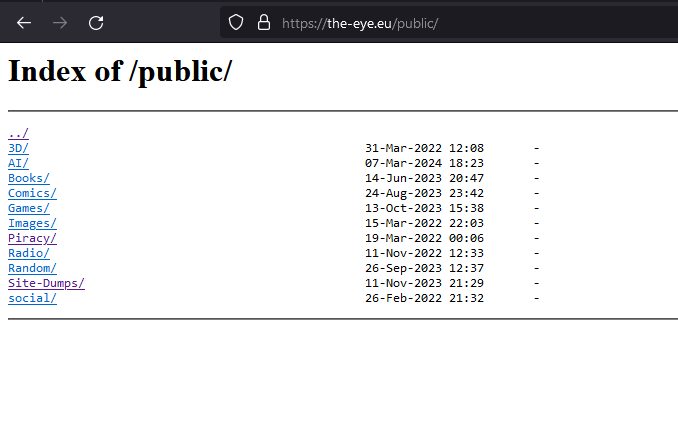 https://the-eye.eu/public/
Index of /public/
../
3D/ 31-Mar-2022 12:08 -
AI/ 07-Mar-2024 18:23 -
Books/ 14-Jun-2023 20:47 -
Comics/ 24-Aug-2023 23:42 -
Games/ 13-Oct-2023 15:38 -
Images/ 15-Mar-2022 22:03 -
Piracy/ 19-Mar-2022 00:06 -
Radio/ 11-Nov-2022 12:33 -
Random/ 26-Sep-2023 12:37 -
Site-Dumps/ 11-Nov-2023 21:29 -
social/ 26-Feb-2022 21:32 -